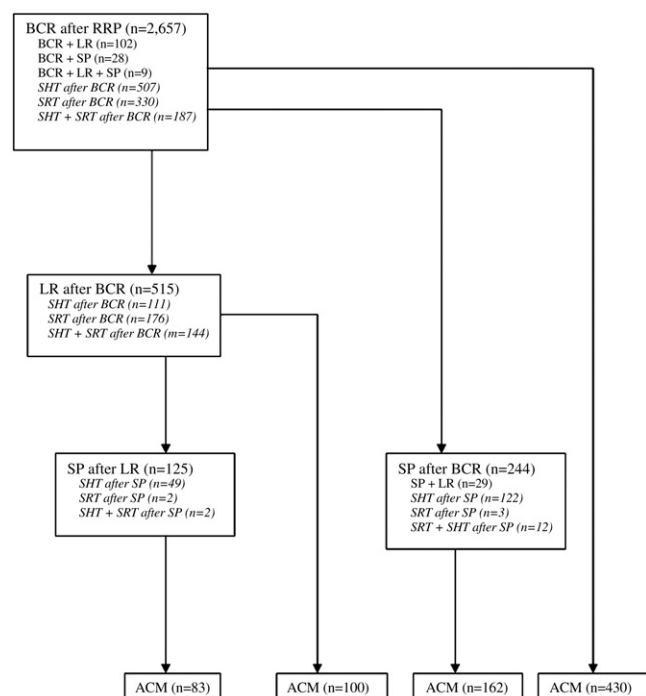 BCR after RRP (n=2,657)
BCR + LR (n=102)
BCR + SP (n=28)
BCR + LR + SP (n=9)
SHT after BCR (n=507)
SRT after BCR (n=330)
SHT + SRT after BCR (n=187)
LR after BCR (n=515)
SHT after BCR (n=111)
SRT after BCR (n=176)
SHT + SRT after BCR (m=144)
SP after LR (n=125)
SHT after SP (n=49)
SRT after SP (n=2)
SHT + SRT after SP (n=2)
SP after BCR (n=244)
SP + LR (n=29)
SHT after SP (n=122)
SRT after SP (n=3)
SRT + SHT after SP (n=12)
ACM (n=83)
ACM (n=100)
ACM (n=162)
ACM (n=430)